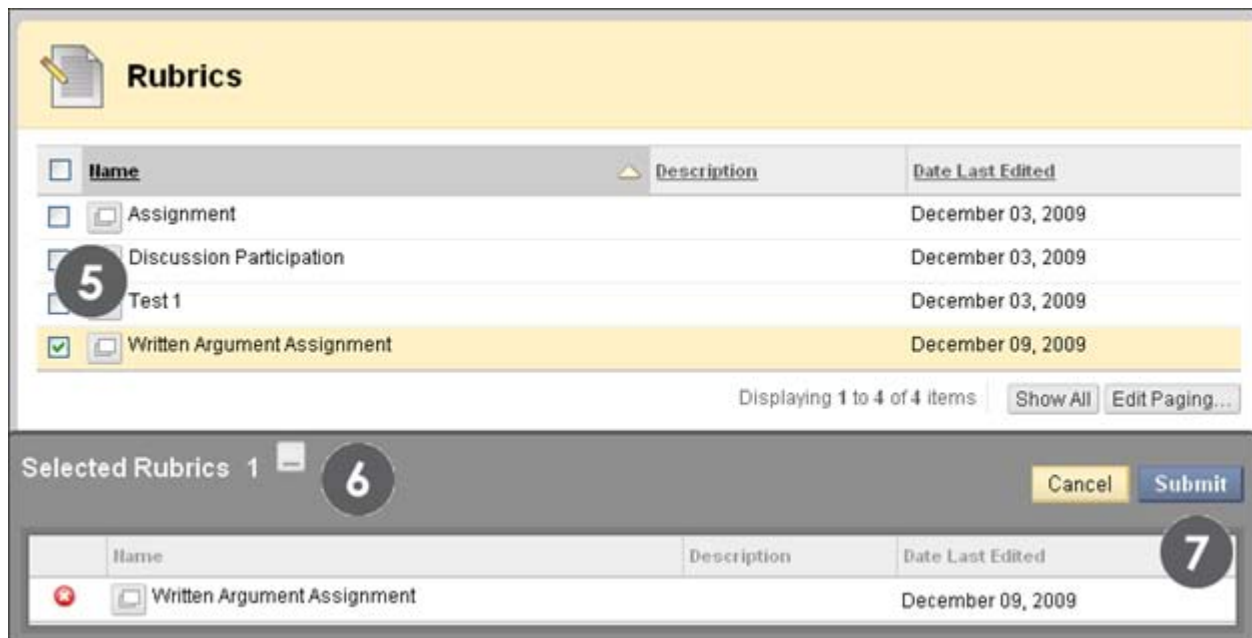 Rubrics
Name Description Date Last Edited
Assignment December 03, 2009
Discussion Participation December 03, 2009
5
Test 1 December 03, 2009
Written Argument Assignment December 09, 2009
Displaying 1 to 4 of 4 items Show All Edit Paging...
Selected Rubrics 1
6
Cancel Submit
7
Name Description Date Last Edited
Written Argument Assignment December 09, 2009